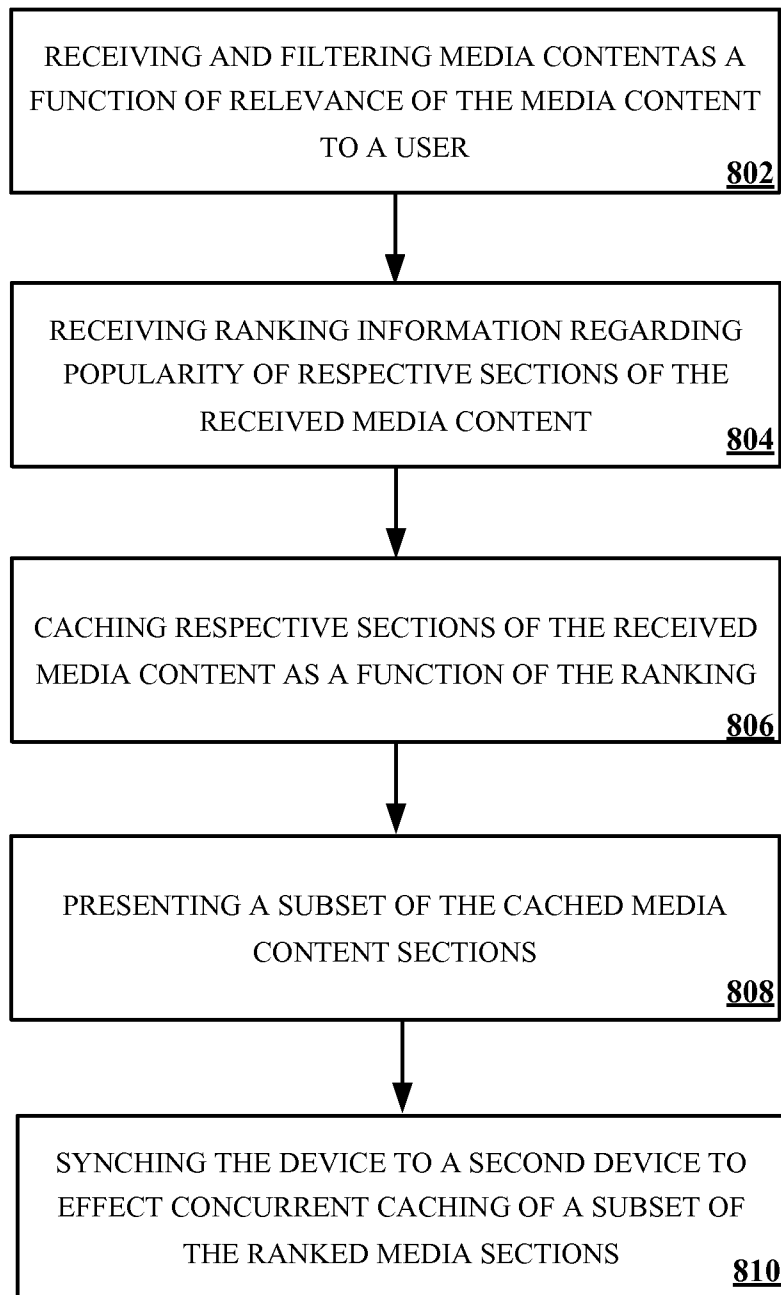 RECEIVING AND FILTERING MEDIA CONTENTAS A
FUNCTION OF RELEVANCE OF THE MEDIA CONTENT
TO A USER
802
RECEIVING RANKING INFORMATION REGARDING
POPULARITY OF RESPECTIVE SECTIONS OF THE
RECEIVED MEDIA CONTENT
804
CACHING RESPECTIVE SECTIONS OF THE RECEIVED
MEDIA CONTENT AS A FUNCTION OF THE RANKING
806
PRESENTING A SUBSET OF THE CACHED MEDIA
CONTENT SECTIONS
808
SYNCHING THE DEVICE TO A SECOND DEVICE TO
EFFECT CONCURRENT CACHING OF A SUBSET OF
THE RANKED MEDIA SECTIONS
810